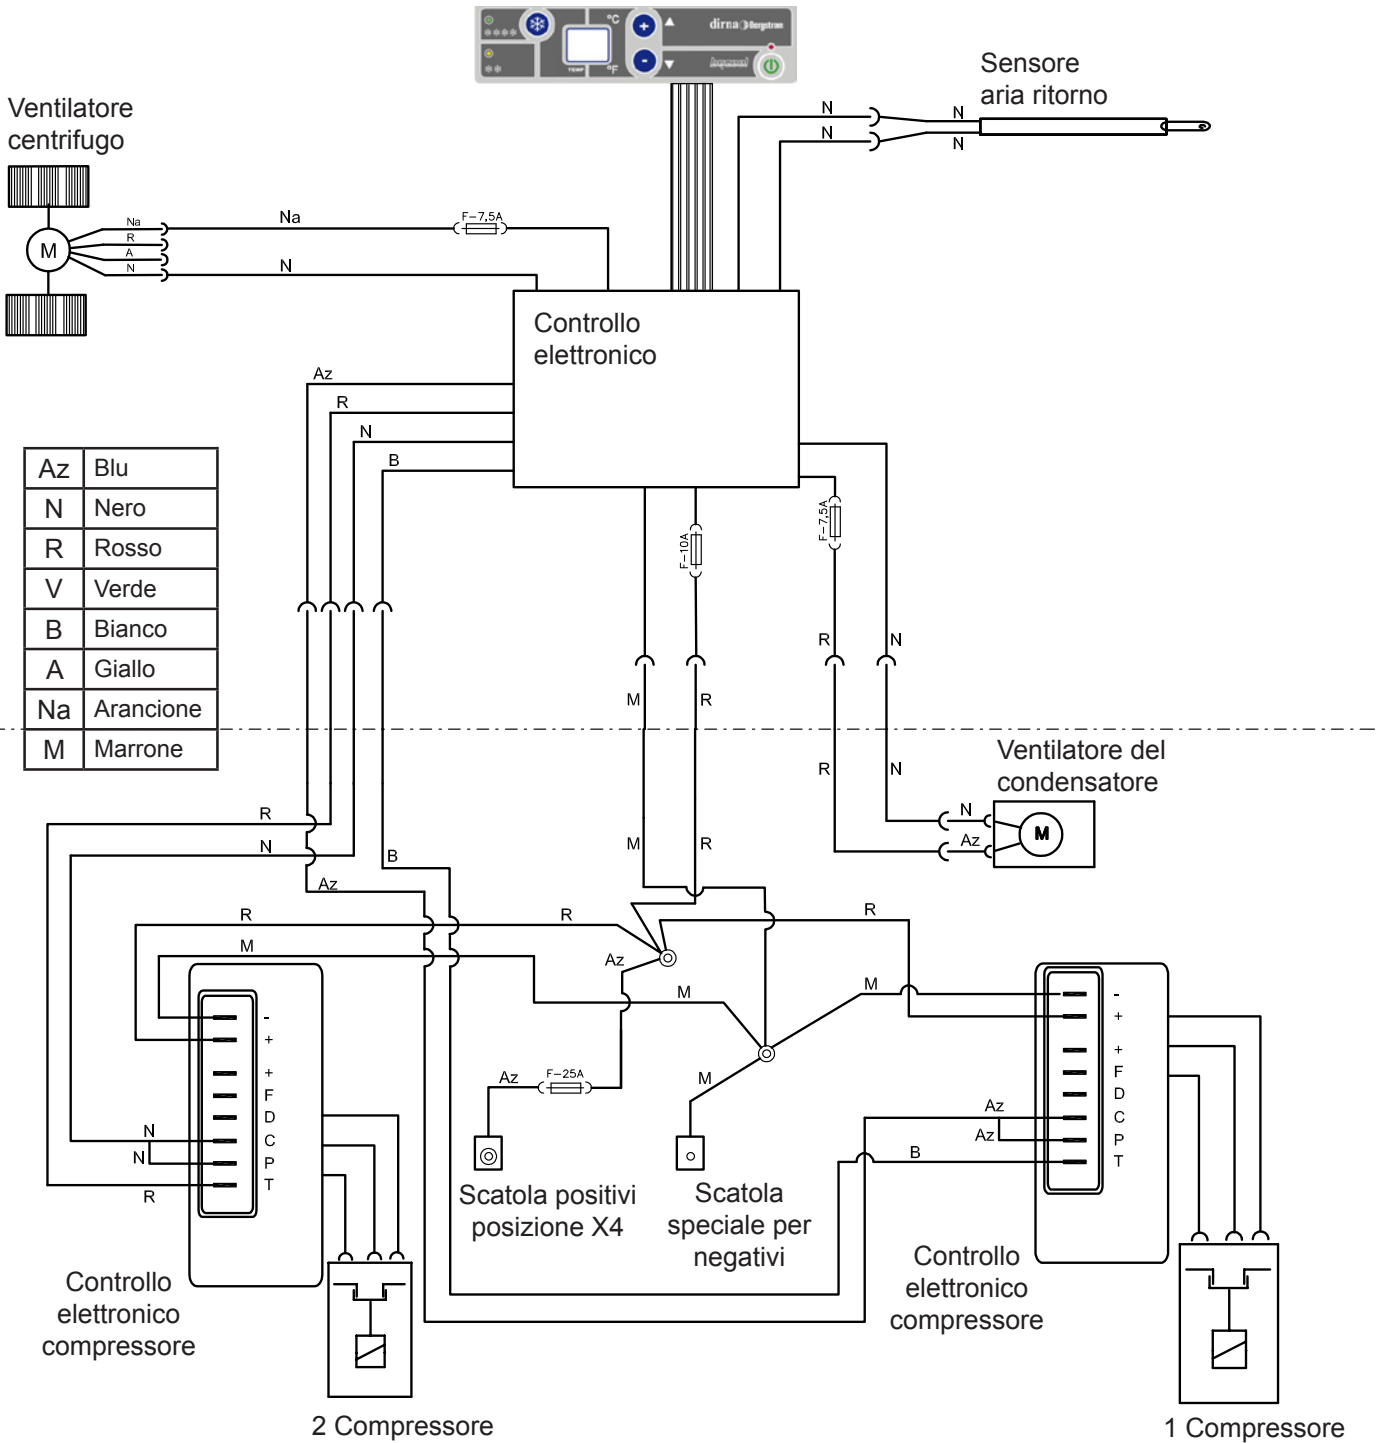 °C
dirna Bergstrom
TEMP
°F
Sensore
aria ritorno
Ventilatore
centrifugo
N
N
N
N
Na
R
A
N
Na
F-7,5A
N
M
Controllo
elettronico
Az
R
N
B
Az Blu
N Nero
R Rosso
V Verde
B Bianco
A Giallo
Na Arancione
M Marrone
F-10A
F-7,5A
R
N
M
R
R
N
Ventilatore del
condensatore
N
Az
M
R
N
B
Az
M
R
R
M
R
Az
M
R
M
-
+
+
F
D
C
P
T
N
N
R
Az
F-25A
M
-
+
+
F
D
C
P
T
Az
Az
B
Scatola positivi
posizione X4
Scatola
speciale per
negativi
Controllo
elettronico
compressore
Controllo
elettronico
compressore
2 Compressore
1 Compressore